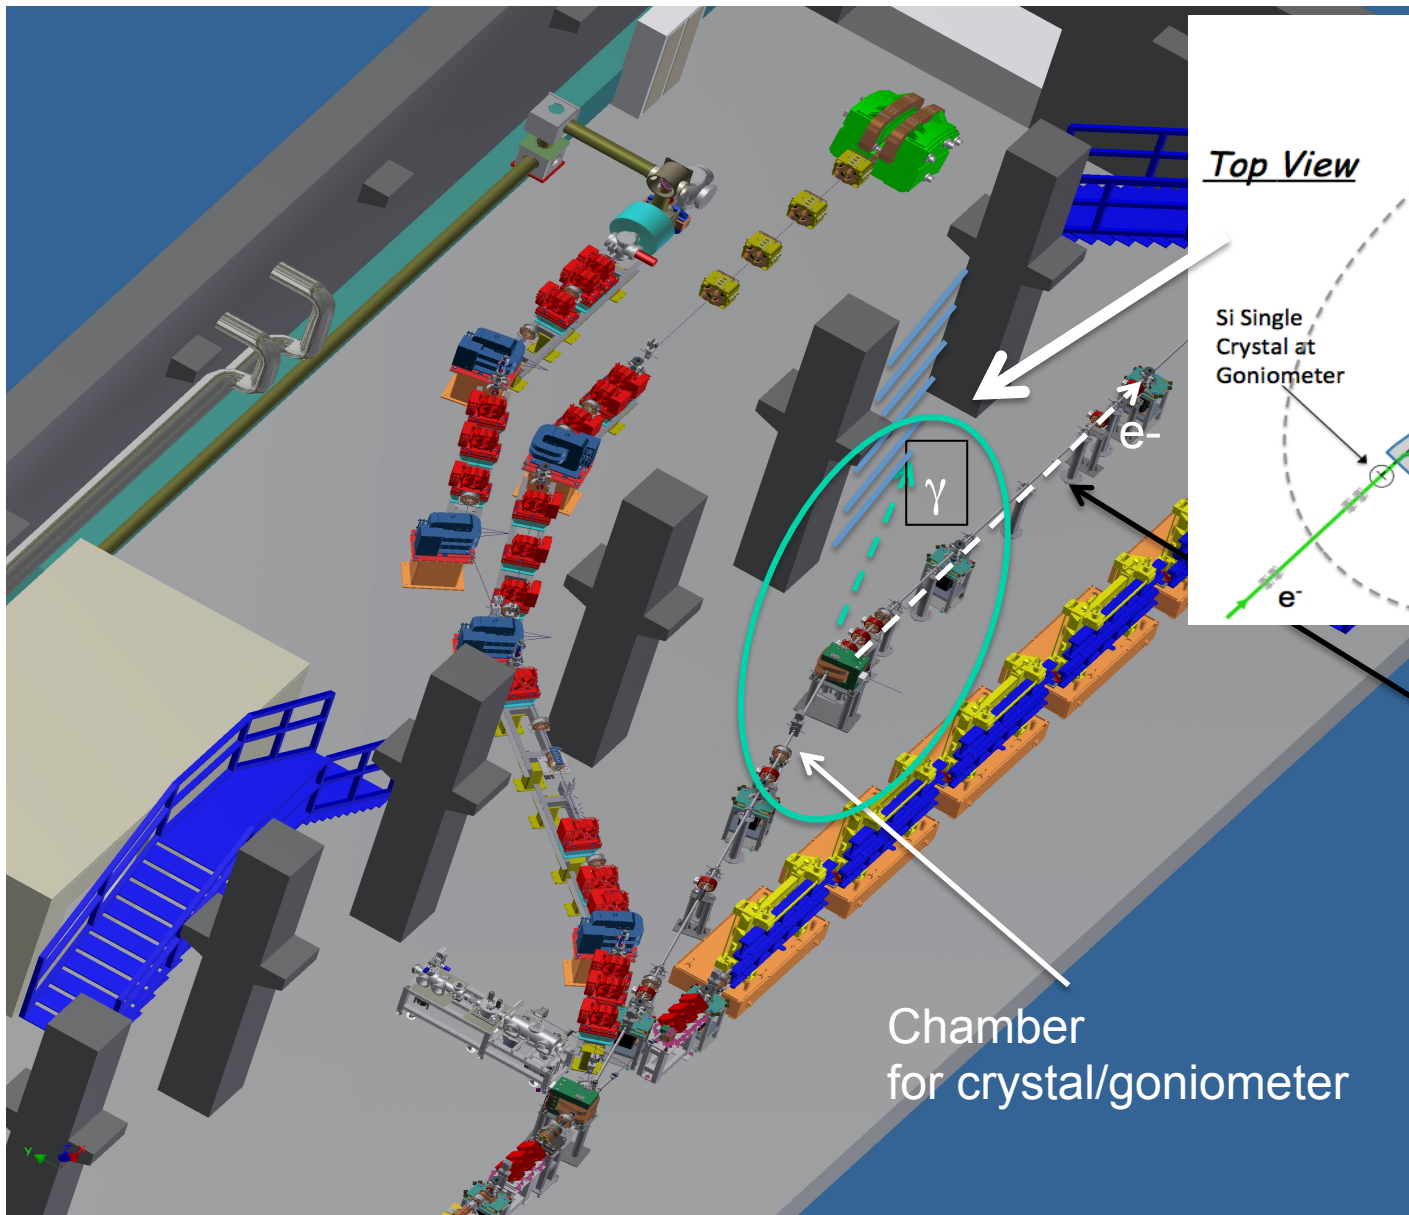 Top View
Si Single
Crystal at
Goniometer
e-
e-
γ
Chamber
for crystal/goniometer
Y
Z
X